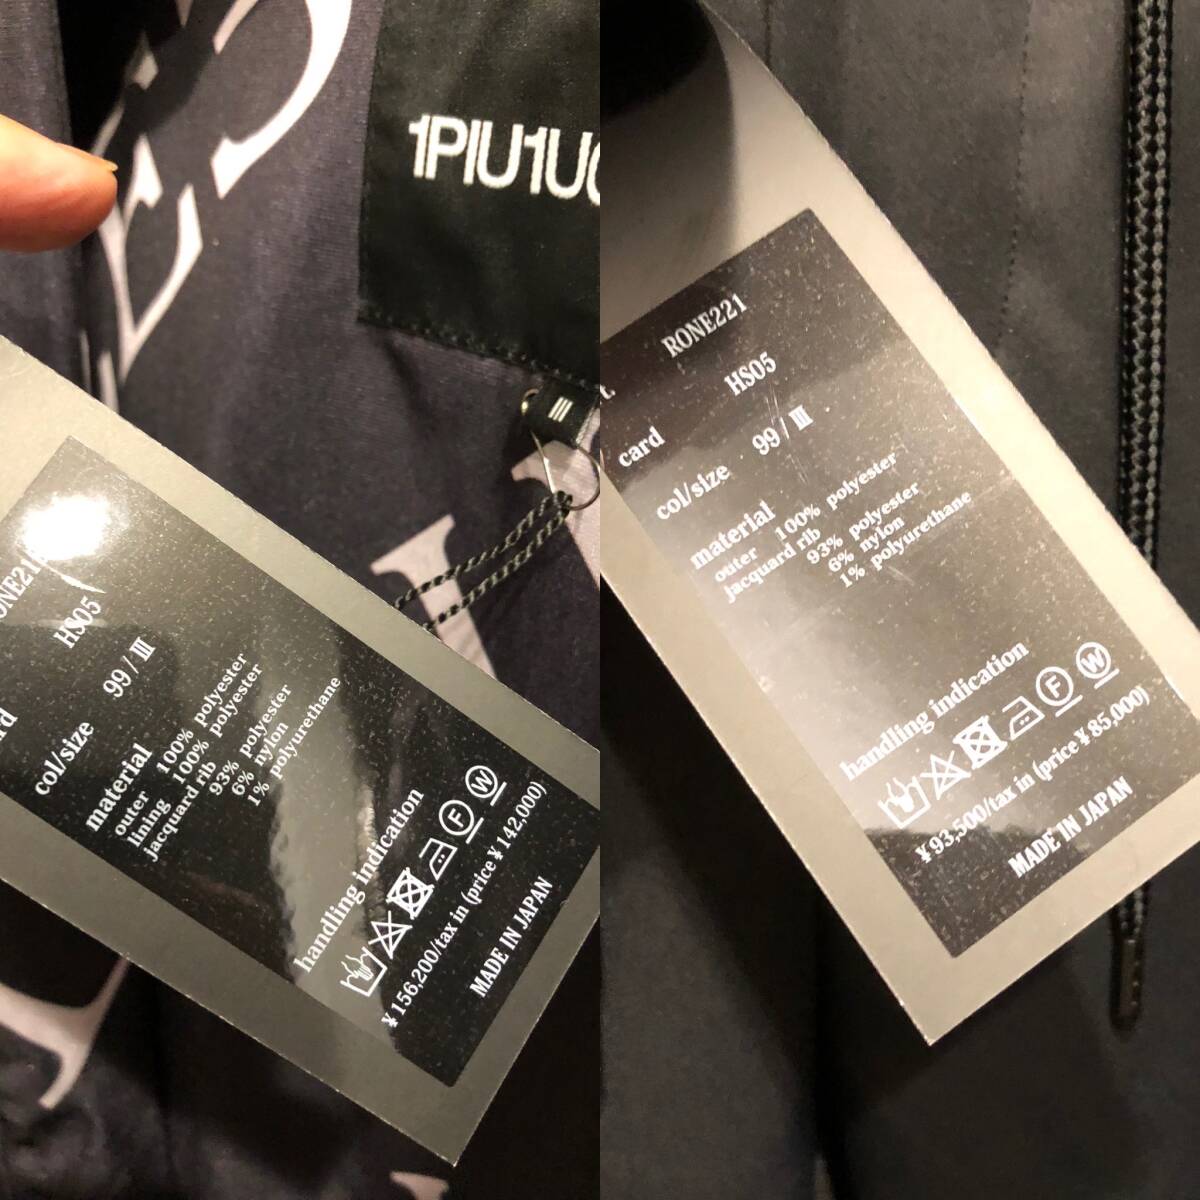 1PIU1U
III
HS05
99 / III
col/size
material
outer 100% polyester
lining 100% polyester
jacquard rib
93% polyester
6% nylon
1% polyurethane
handling indication
F W
¥156,200/tax in (price ¥142,000)
MADE IN JAPAN
RONE221
HS05
card
99 / III
col/size
material
outer 100% polyester
jacquard rib
93% polyester
6% nylon
1% polyurethane
handling indication
F W
¥93,500/tax in (price ¥85,000)
MADE IN JAPAN